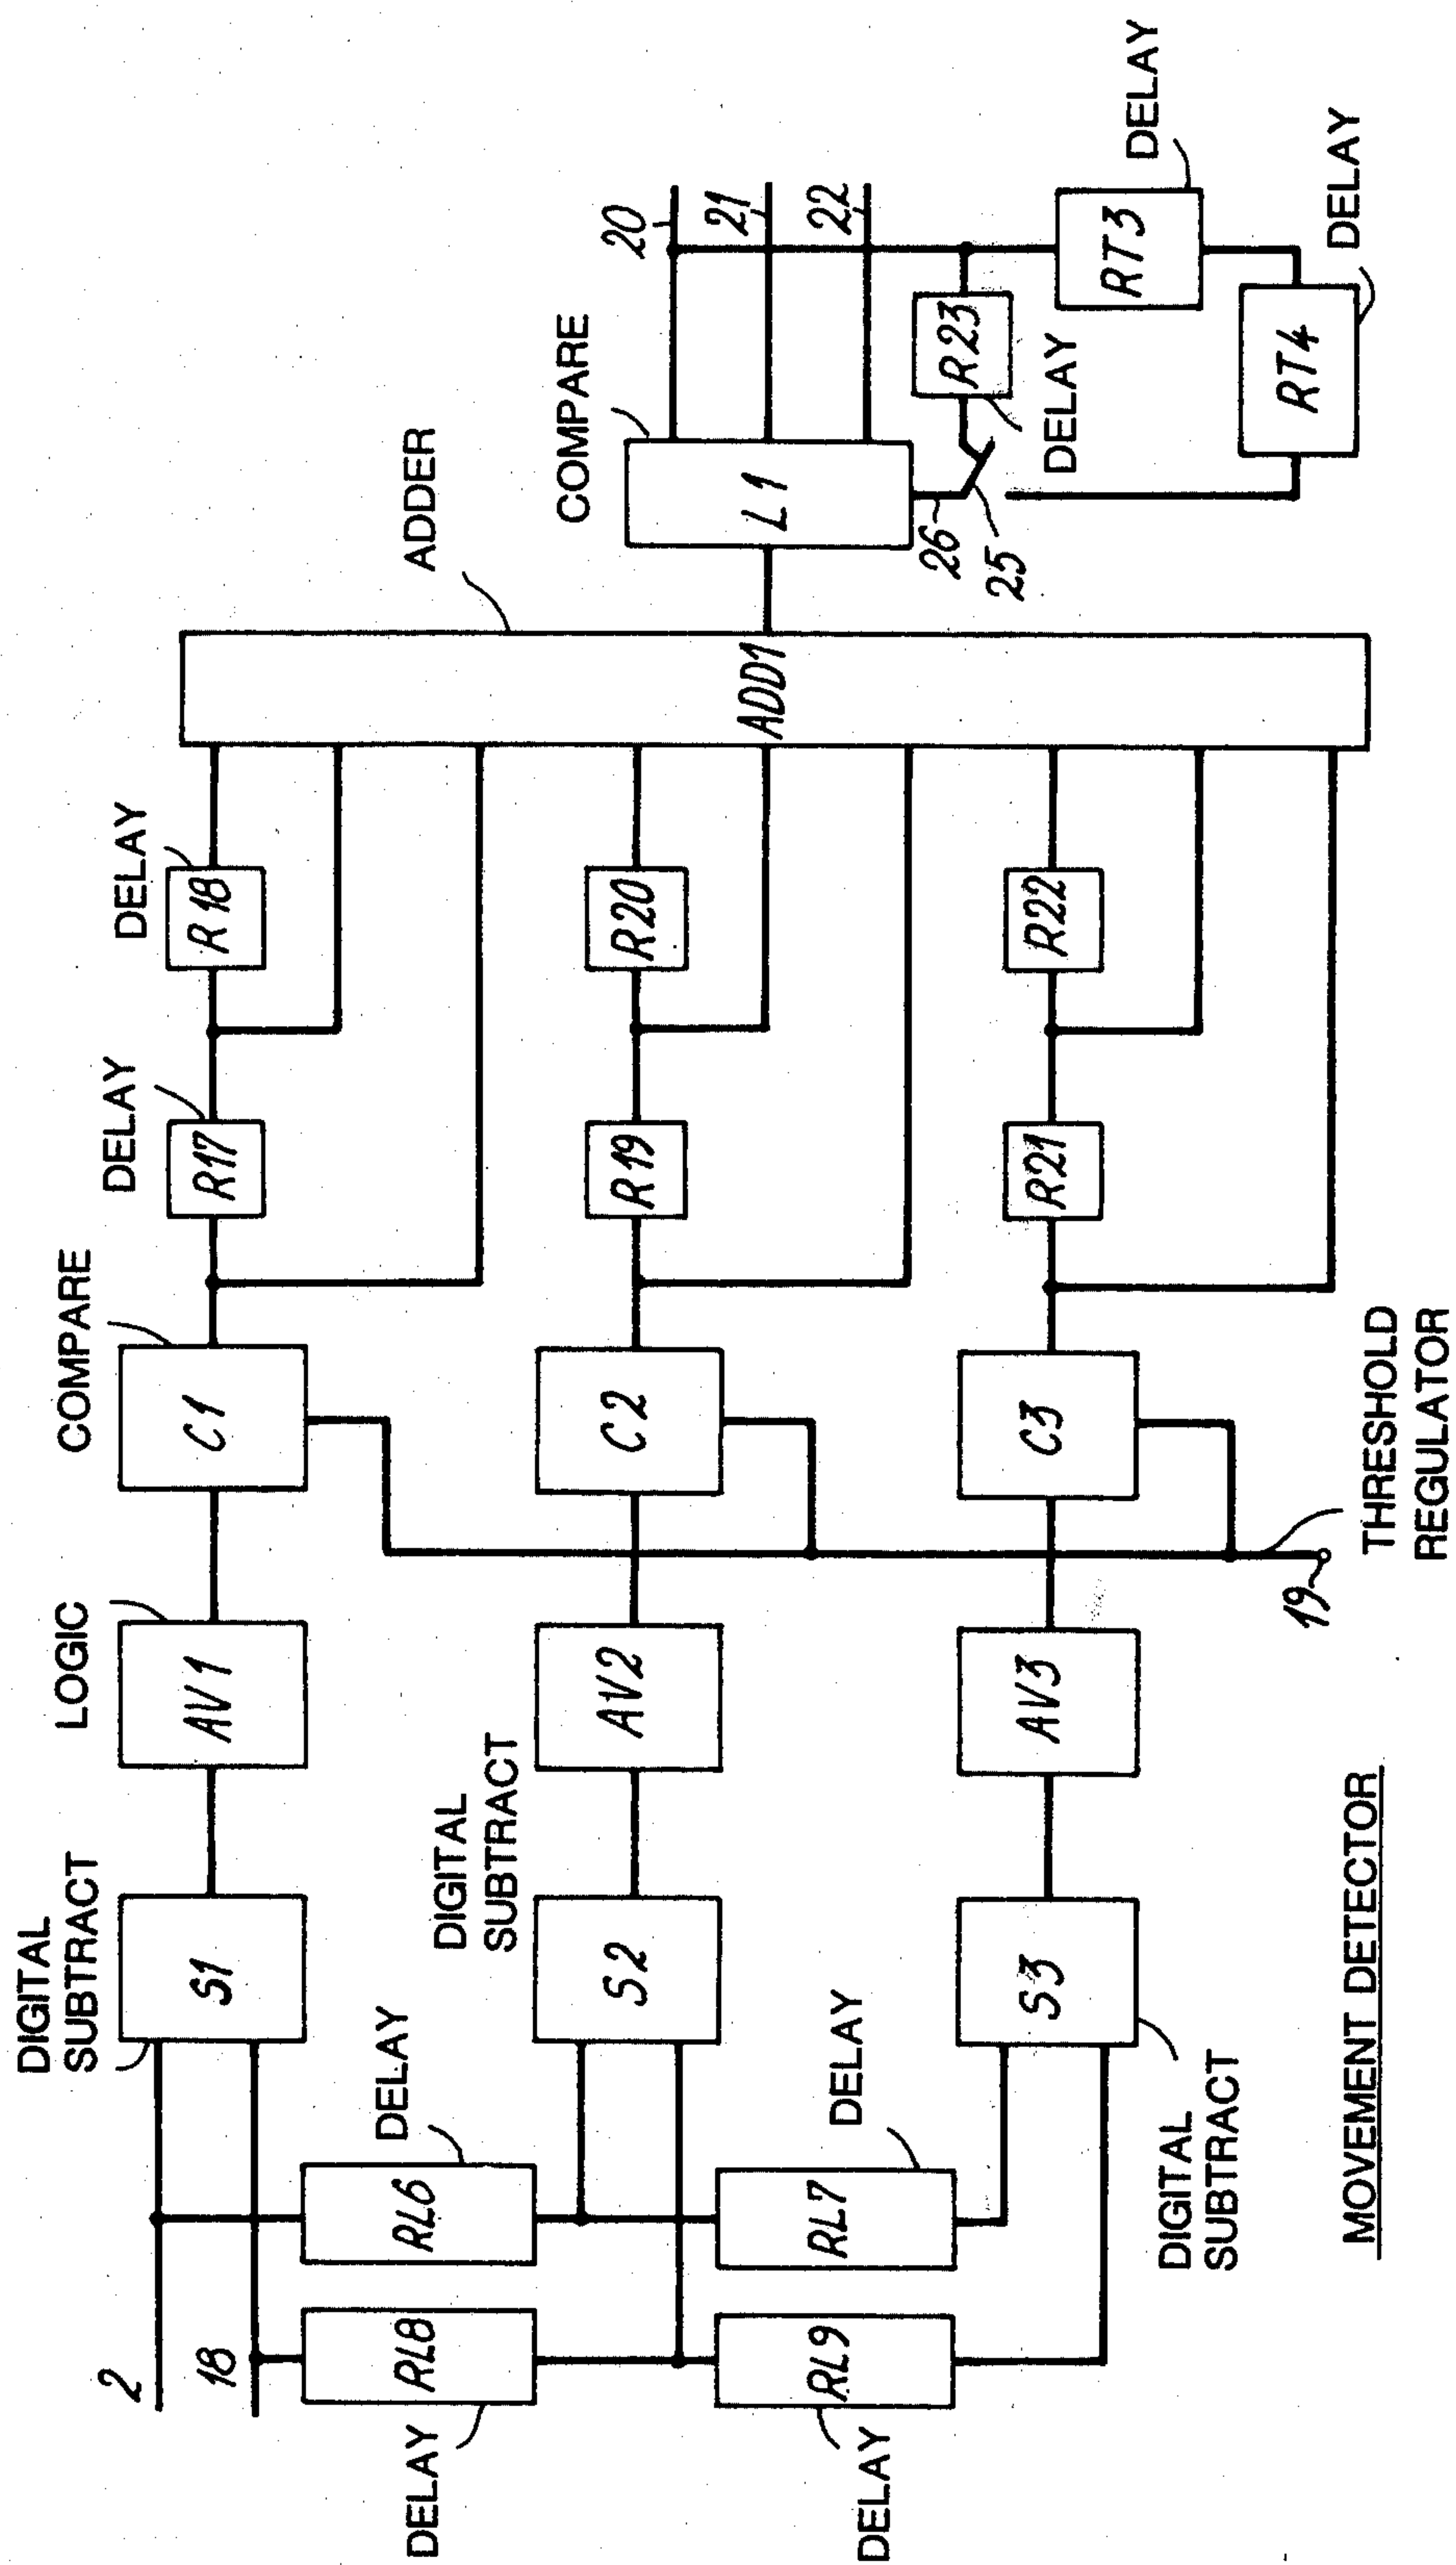 DIGITAL
SUBTRACT
LOGIC
COMPARE
DELAY
DELAY
ADDER
COMPARE
2
18
S1
AV1
C1
R17
R18
20
21
22
DELAY
RL8
DELAY
RL6
DIGITAL
SUBTRACT
S2
AV2
C2
R19
R20
ADD1
L1
26
25
R23
DELAY
RT3
DELAY
DELAY
RL9
DELAY
RL7
S3
AV3
C3
R21
R22
RT4
DELAY
DIGITAL
SUBTRACT
19
THRESHOLD
REGULATOR
MOVEMENT DETECTOR